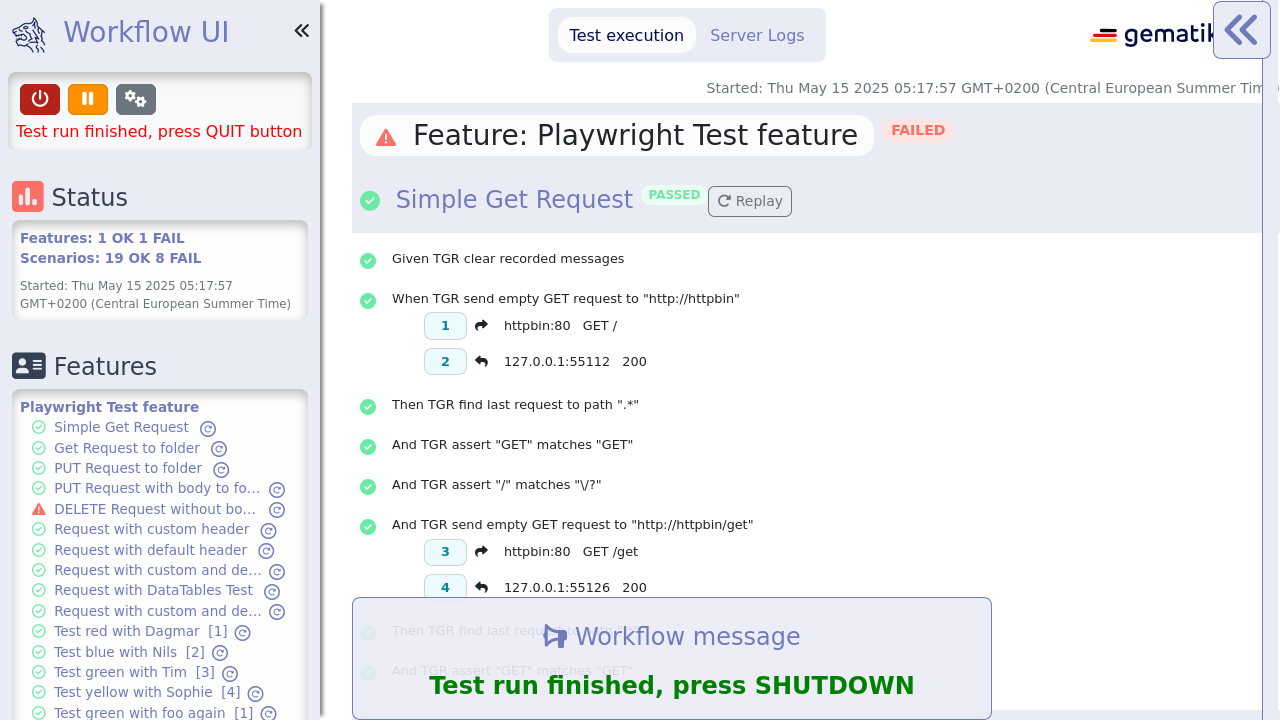 Workflow UI
Test run finished, press QUIT button
Status
Features: 1 OK 1 FAIL
Scenarios: 19 OK 8 FAIL
Started: Thu May 15 2025 05:17:57
GMT+0200 (Central European Summer Time)
Features
Playwright Test feature
Simple Get Request
Get Request to folder
PUT Request to folder
PUT Request with body to fo...
DELETE Request without bo...
Request with custom header
Request with default header
Request with custom and de...
Request with DataTables Test
Request with custom and de...
Test red with Dagmar [1]
Test blue with Nils [2]
Test green with Tim [3]
Test yellow with Sophie [4]
Test green with foo again [1]
Test execution Server Logs
gematik
Started: Thu May 15 2025 05:17:57 GMT+0200 (Central European Summer Tim
Feature: Playwright Test feature FAILED
Simple Get Request PASSED Replay
Given TGR clear recorded messages
When TGR send empty GET request to "http://httpbin"
1 httpbin:80 GET /
2 127.0.0.1:55112 200
Then TGR find last request to path ".*"
And TGR assert "GET" matches "GET"
And TGR assert "/" matches "\/?"
And TGR send empty GET request to "http://httpbin/get"
3 httpbin:80 GET /get
4 127.0.0.1:55126 200
Then TGR find last request to path
And TGR assert "GET" matches "GET"
Workflow message
Test run finished, press SHUTDOWN